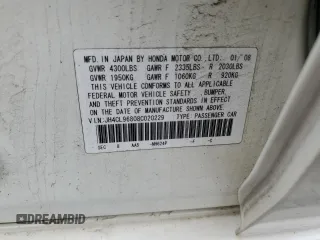 MFD. IN JAPAN BY HONDA MOTOR CO.,LTD. 01/08
GVWR 4300LBS GAWR F 2335LBS R 2030LBS
GVWR 1950KG GAWR F 1060KG R 920KG
THIS VEHICLE CONFORMS TO ALL APPLICABLE
FEDERAL MOTOR VEHICLE SAFETY, BUMPER,
AND THEFT PREVENTION STANDARDS IN EFFECT
ON THE DATE OF MANUFACTURE SHOWN ABOVE.
V.I.N.:JH4CL96808C020229 TYPE: PASSENGER CAR
AUTOBIDMASTER